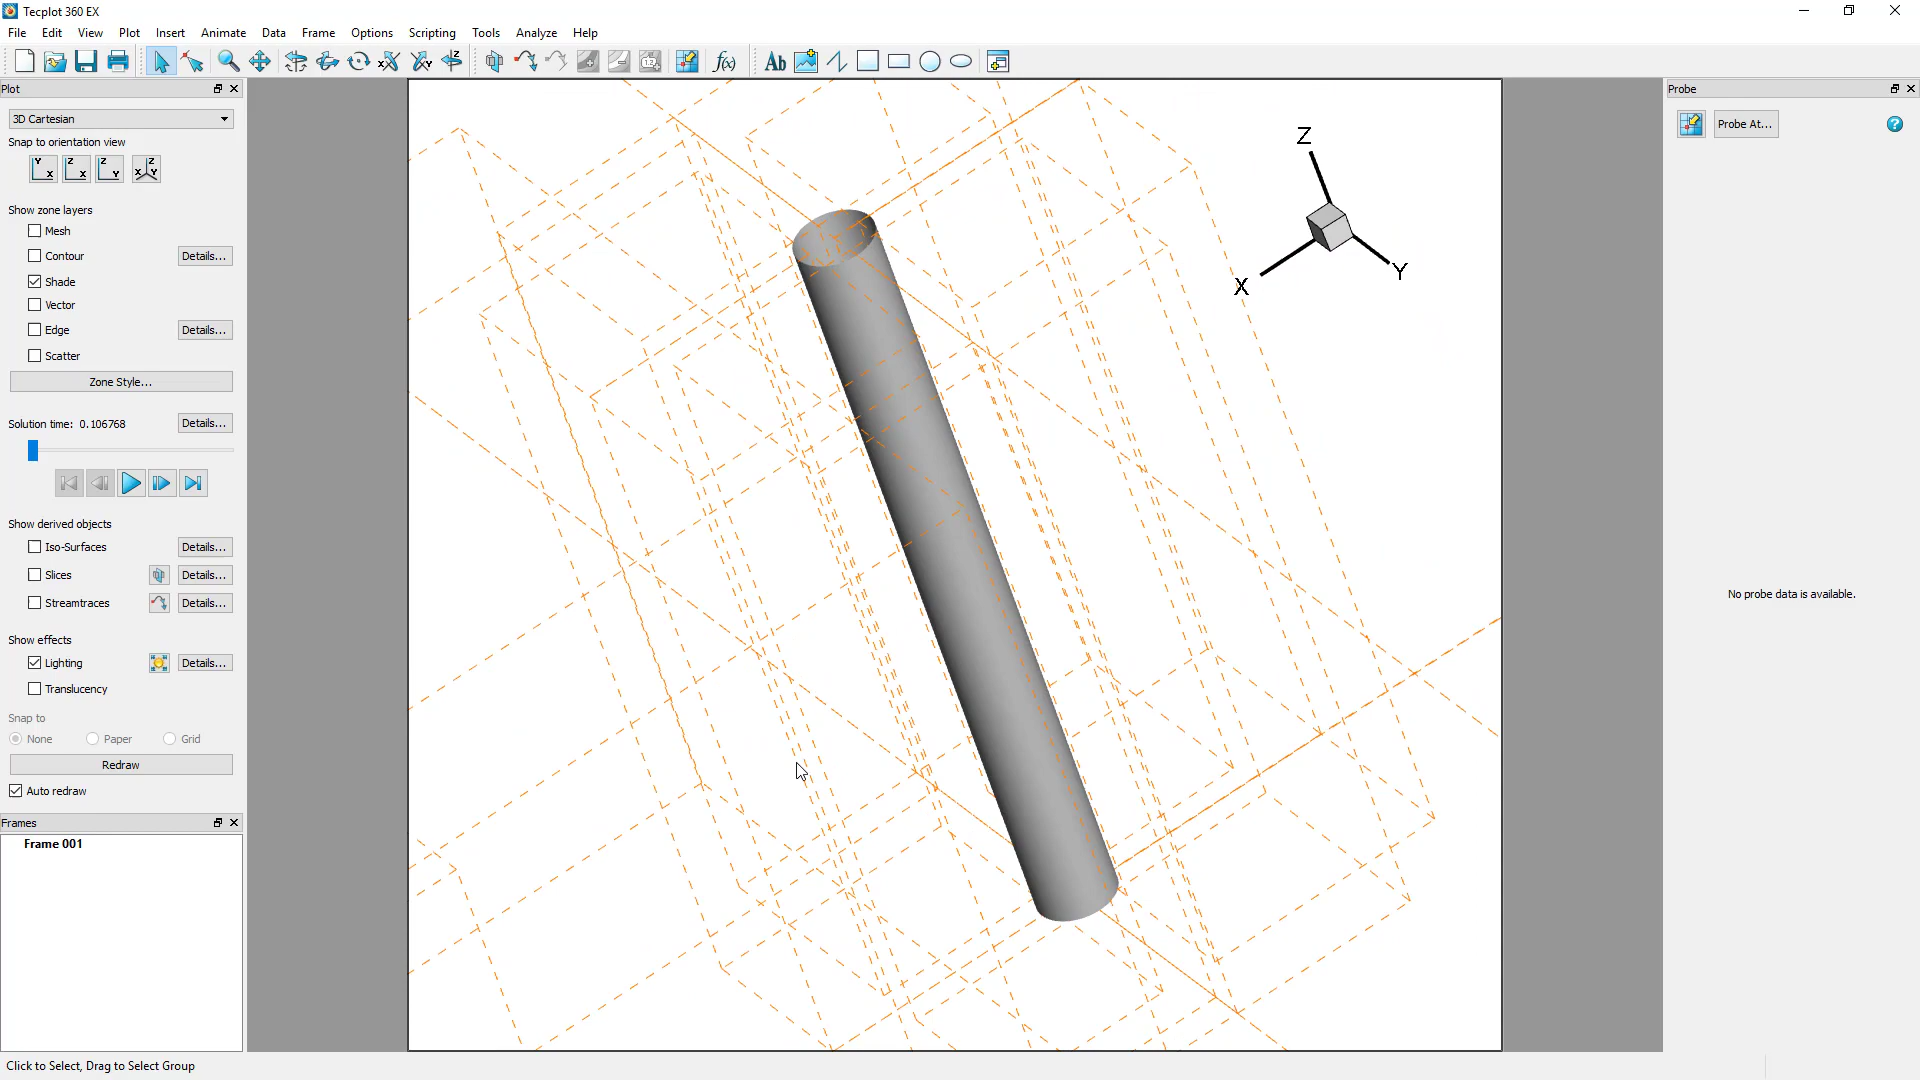 Tecplot 360 EX
File Edit View Plot Insert Animate Data Frame Options Scripting Tools Analyze Help
Ab
f(x)
Plot
3D Cartesian
Snap to orientation view
Y X Z X Z Y Z X Y
Show zone layers
Mesh
Contour Details...
Shade
Vector
Edge Details...
Scatter
Zone Style...
Solution time: 0.106768 Details...
Show derived objects
Iso-Surfaces Details...
Slices Details...
Streamtraces Details...
Show effects
Lighting Details...
Translucency
Snap to
None Paper Grid
Redraw
Auto redraw
Frames
Frame 001
Z
X
Y
Probe
Probe At...
?
No probe data is available.
Click to Select, Drag to Select Group